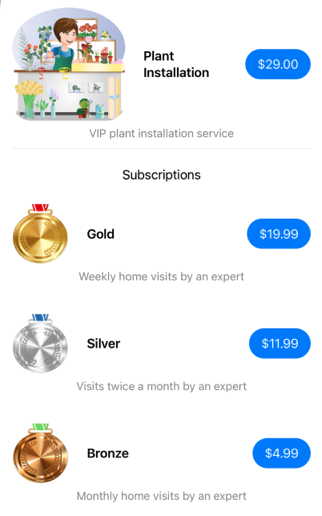 Plant
Installation
$29.00
VIP plant installation service
Subscriptions
Gold
$19.99
Weekly home visits by an expert
Silver
$11.99
Visits twice a month by an expert
Bronze
$4.99
Monthly home visits by an expert